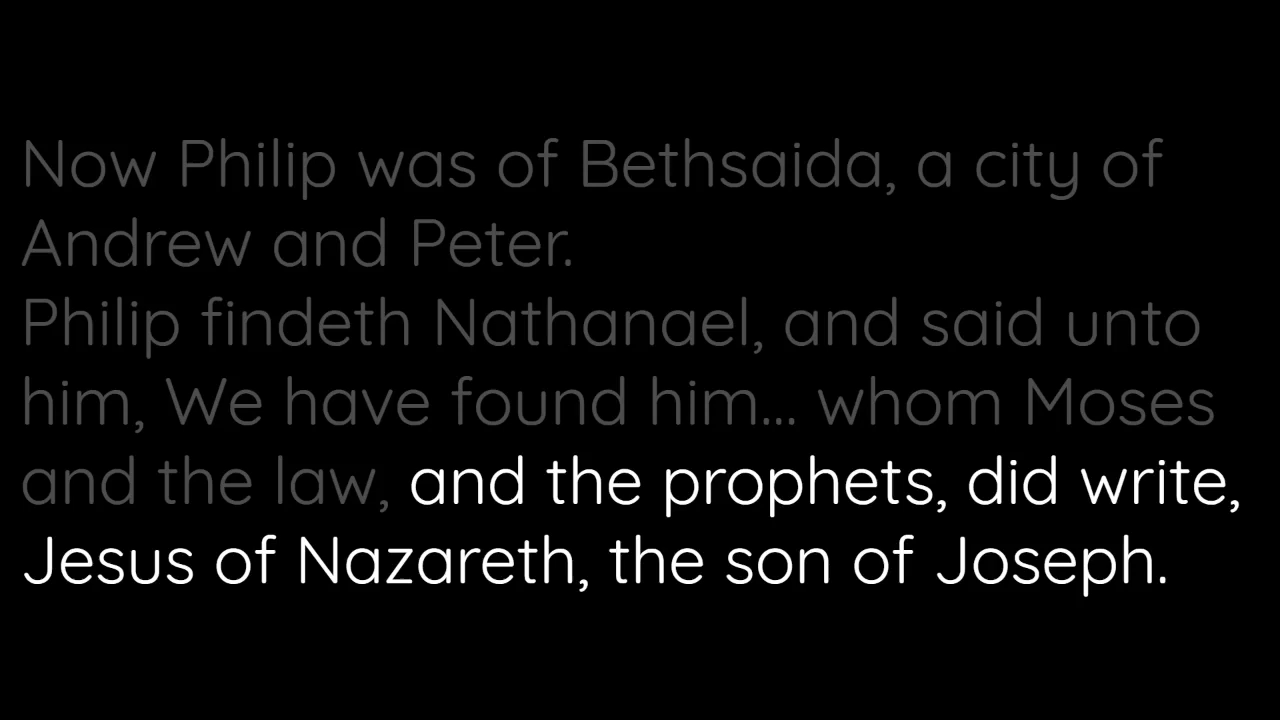 Now Philip was of Bethsaida, a city of
Andrew and Peter.
Philip findeth Nathanael, and said unto
him, We have found him... whom Moses
and the law, and the prophets, did write,
Jesus of Nazareth, the son of Joseph.